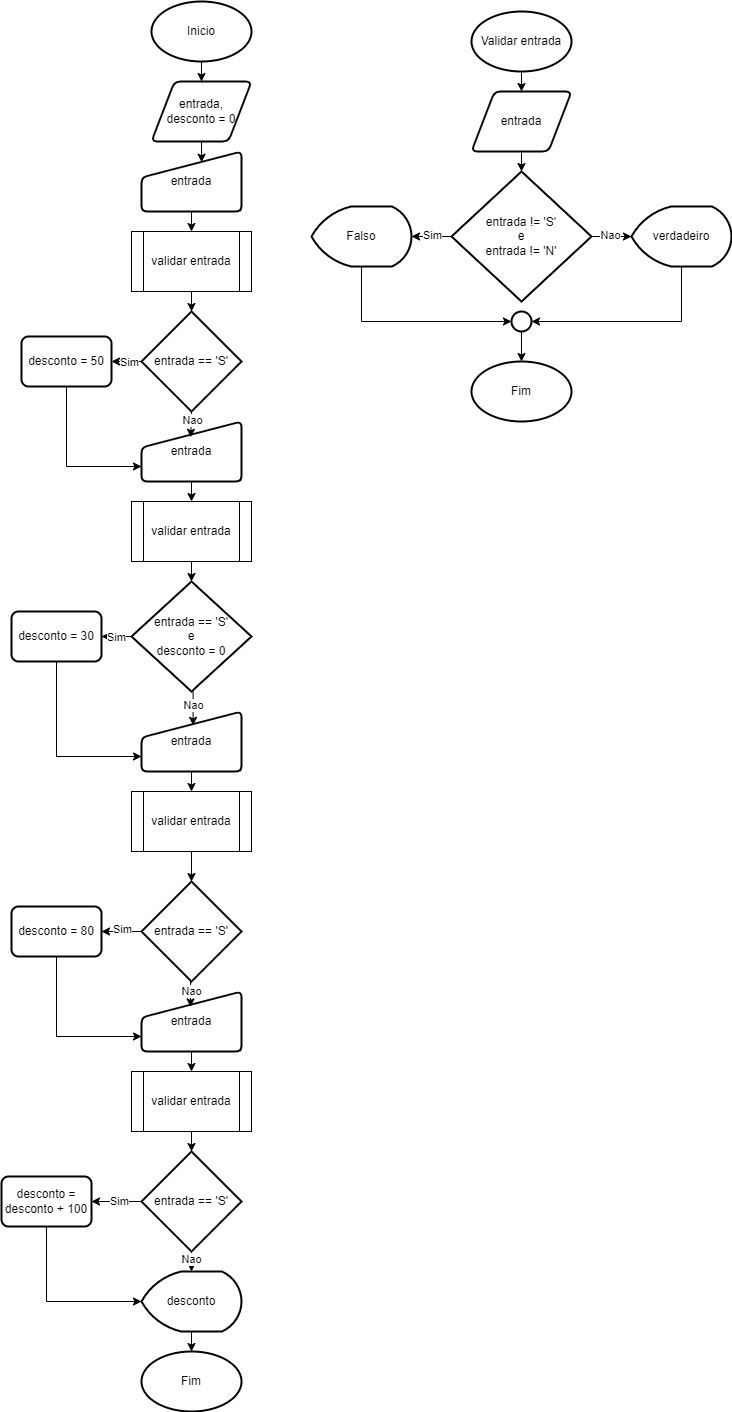 Inicio
entrada,
desconto = 0
entrada
validar entrada
entrada == 'S'
Sim
desconto = 50
Nao
entrada
validar entrada
entrada == 'S'
e
desconto = 0
Sim
desconto = 30
Nao
entrada
validar entrada
entrada == 'S'
Sim
desconto = 80
Nao
entrada
validar entrada
entrada == 'S'
Sim
desconto =
desconto + 100
Nao
desconto
Fim
Validar entrada
entrada
entrada != 'S'
e
entrada != 'N'
Sim
Falso
Nao
verdadeiro
Fim